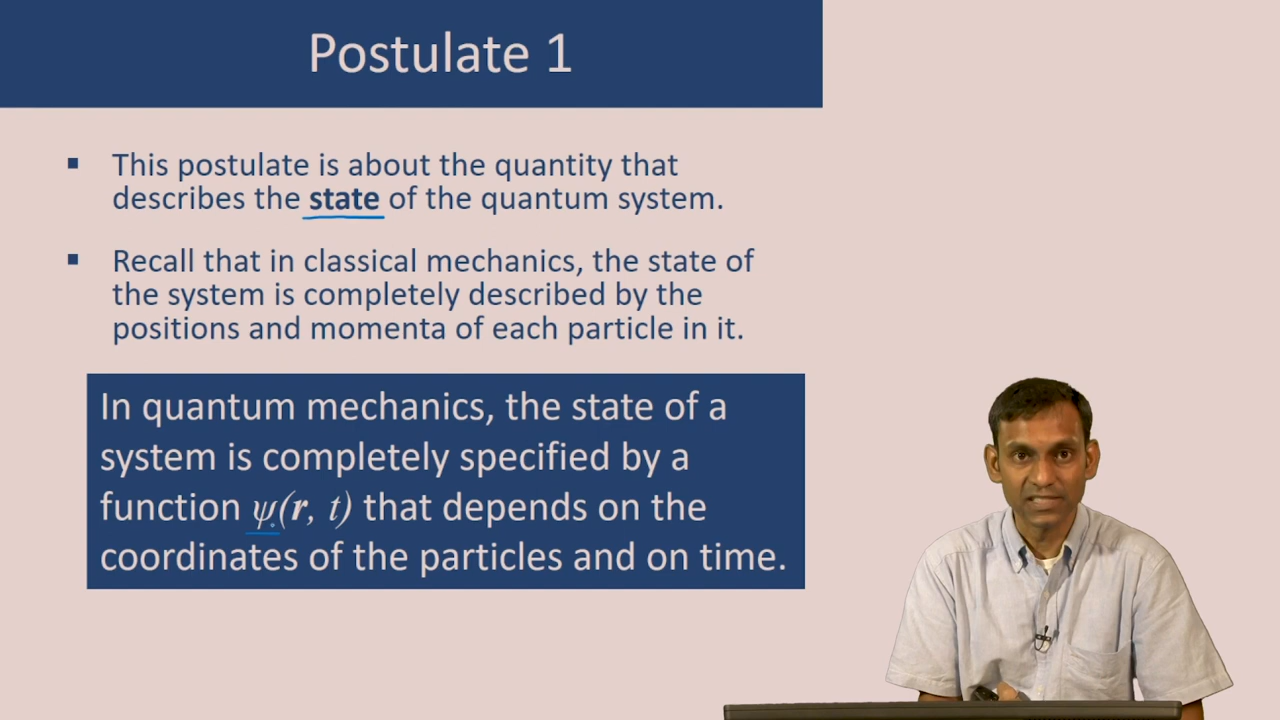 Postulate 1
▪ This postulate is about the quantity that
describes the state of the quantum system.
▪ Recall that in classical mechanics, the state of
the system is completely described by the
positions and momenta of each particle in it.
In quantum mechanics, the state of a
system is completely specified by a
function ψ(r, t) that depends on the
coordinates of the particles and on time.